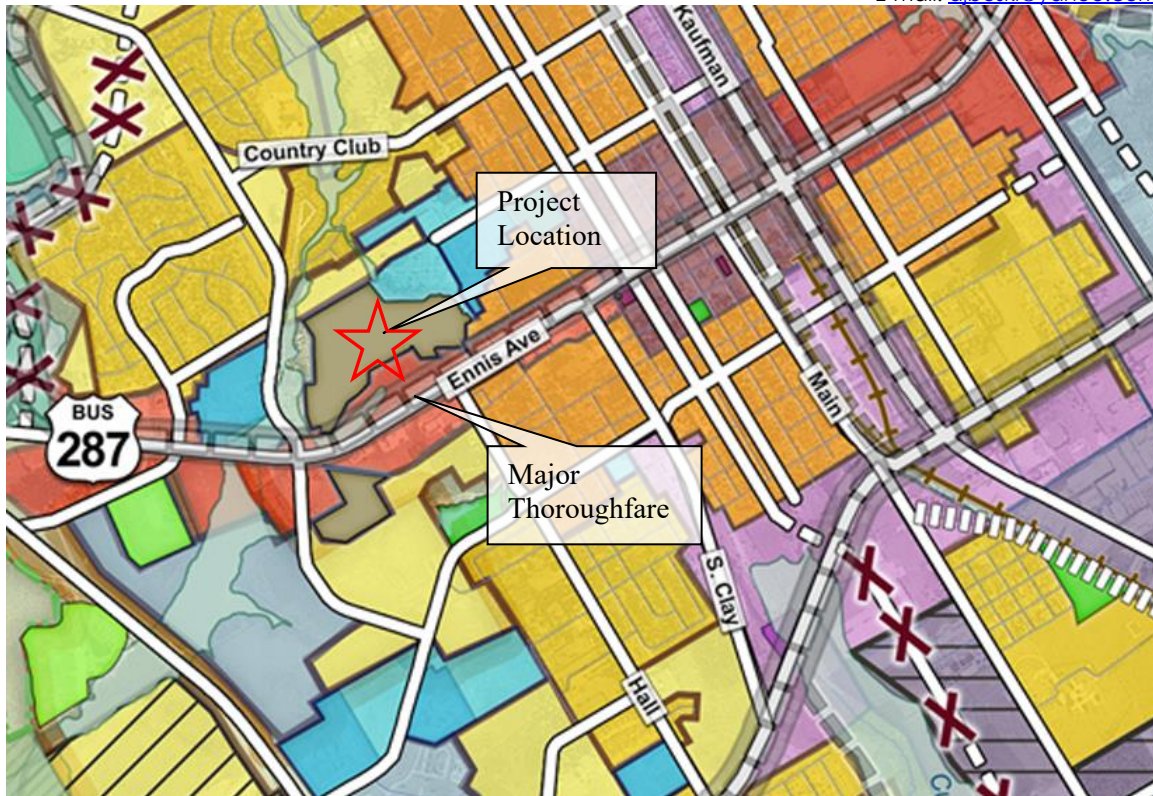 Kaufman
Country Club
Project
Location
Ennis Ave
Main
BUS
287
Major
Thoroughfare
S. Clay
Hall